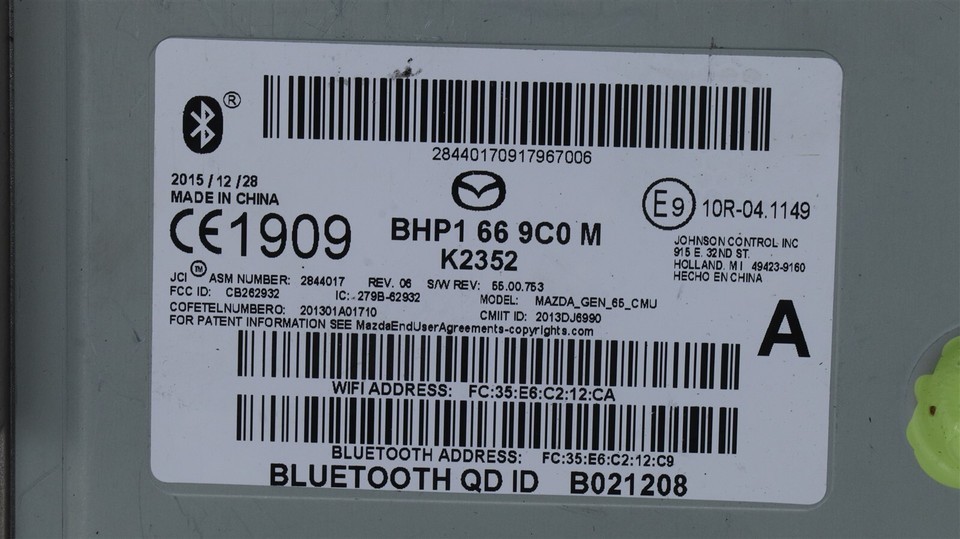 ®
28440170917967006
2015/12/28
MADE IN CHINA
CE1909
BHP1 66 9C0 M
K2352
E9 10R-04.1149
JOHNSON CONTROL INC
915 E. 32ND ST.
HOLLAND. MI 49423-9160
HECHO EN CHINA
JCI ™ ASM NUMBER: 2844017 REV. 06 S/W REV: 55.00.753
FCC ID: CB262932 IC: 279B-62932 MODEL: MAZDA_GEN_65_CMU
COFETELNUMBERO: 201301A01710 CMIIT ID: 2013DJ6990
FOR PATENT INFORMATION SEE MazdaEndUserAgreements-copyrights.com
A
WIFI ADDRESS: FC:35:E6:C2:12:CA
BLUETOOTH ADDRESS: FC:35:E6:C2:12:C9
BLUETOOTH QD ID B021208